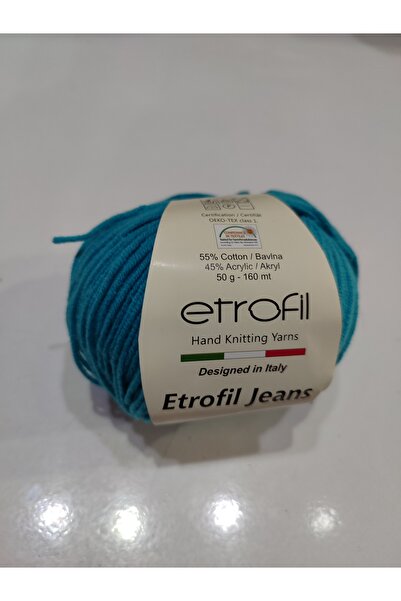 Certification / Certifikát
OEKO-TEX class 1.
55% Cotton / Bavlna
45% Acrylic / Akryl
50 g - 160 mt
etrofil
Hand Knitting Yarns
Designed in Italy
Etrofil Jeans